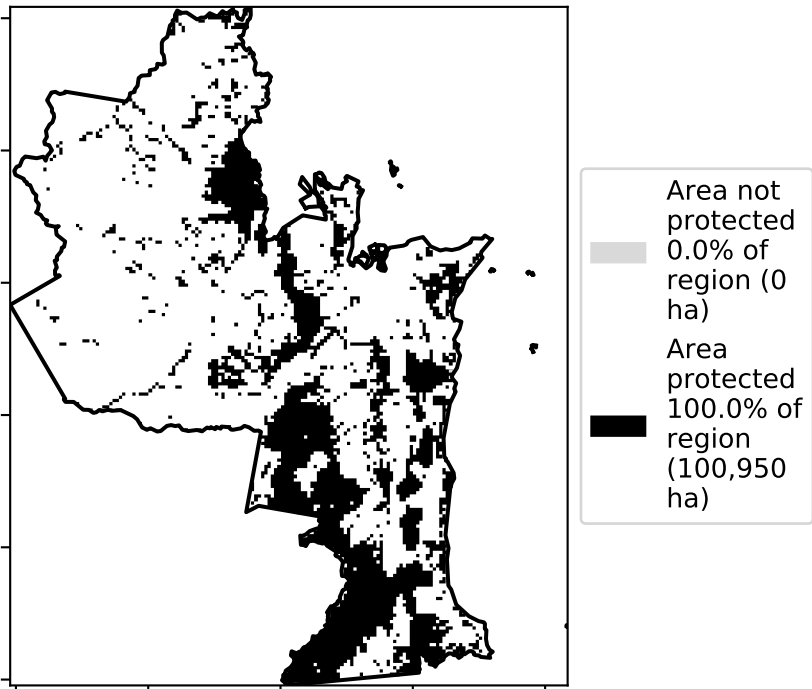 Area not
protected
0.0% of
region (0
ha)
Area
protected
100.0% of
region
(100,950
ha)